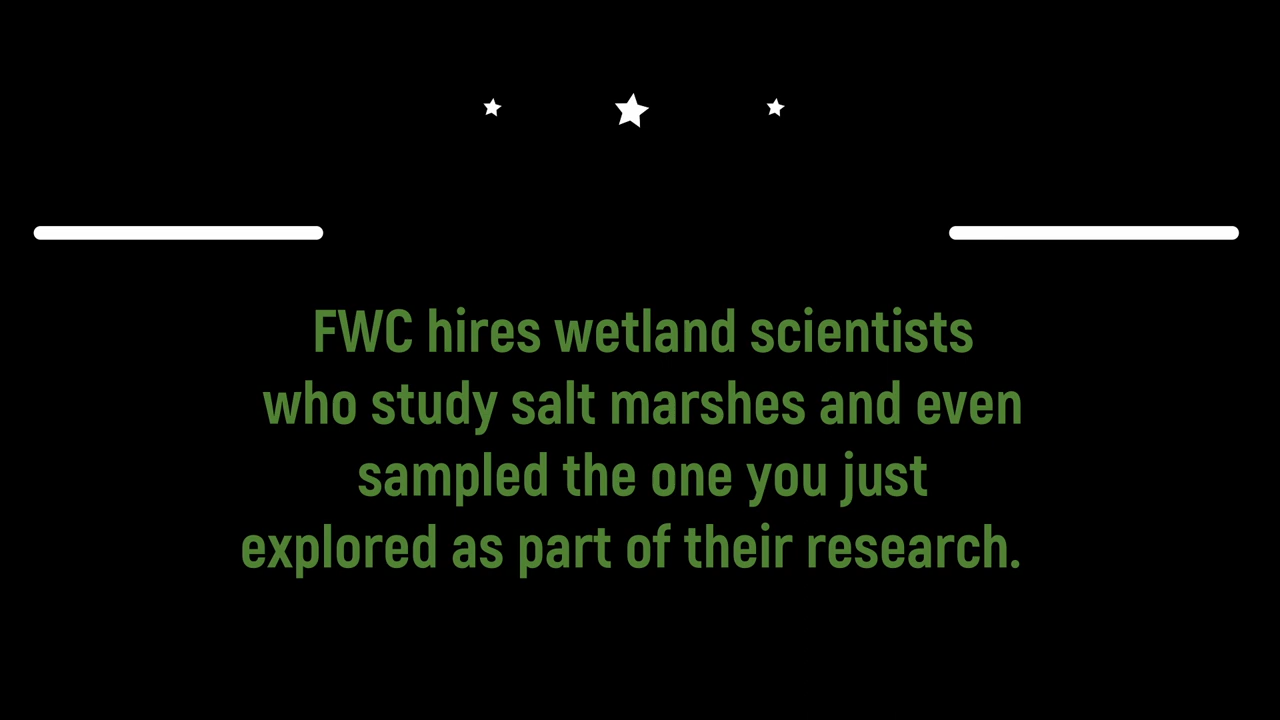 FWC hires wetland scientists
who study salt marshes and even
sampled the one you just
explored as part of their research.